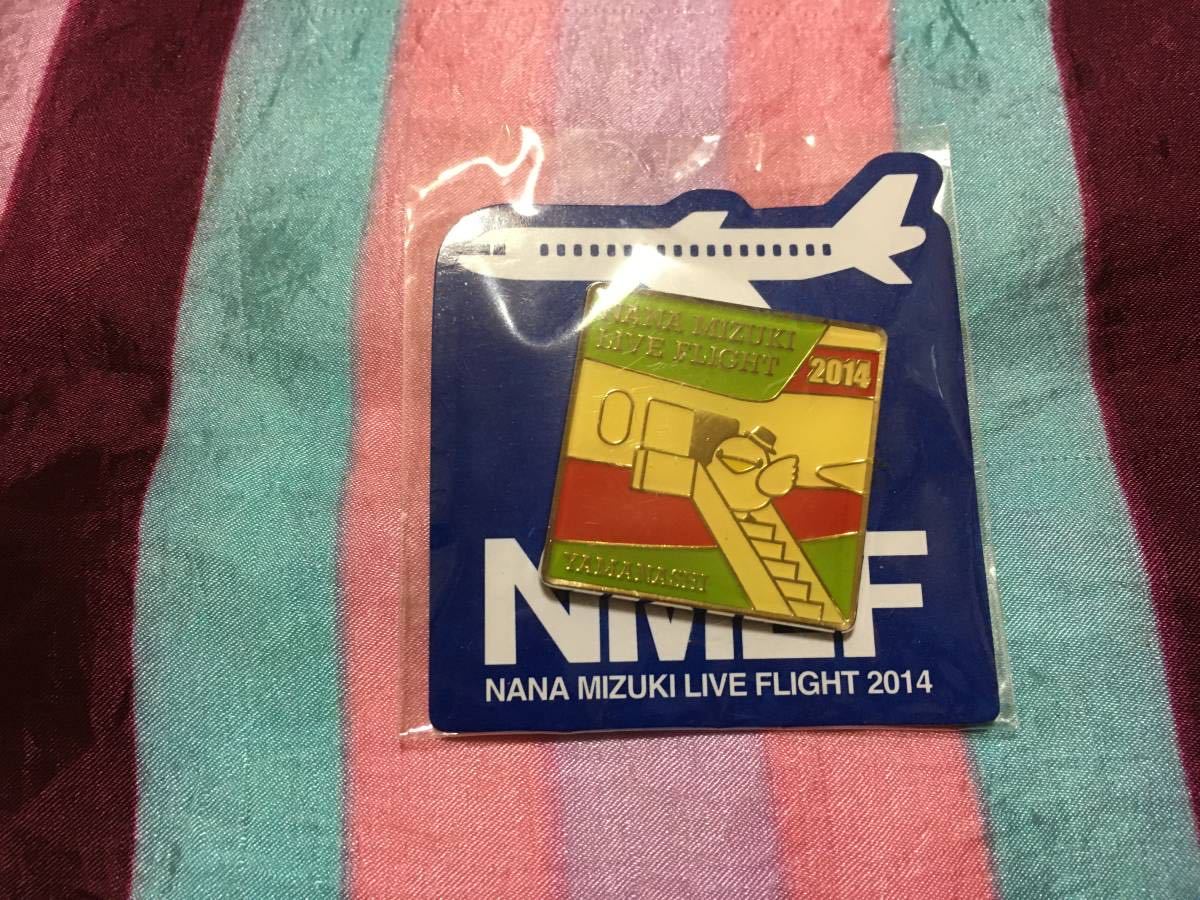 NANA MIZUKI
LIVE FLIGHT
2014
YAMANASHI
NMLF
NANA MIZUKI LIVE FLIGHT 2014